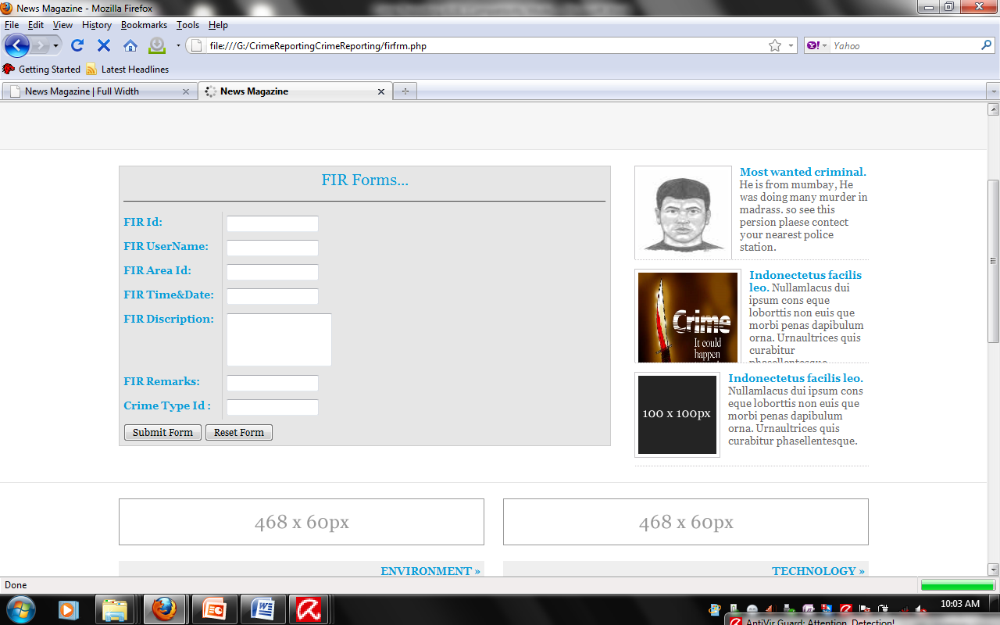 News Magazine - Mozilla Firefox
File Edit View History Bookmarks Tools Help
file:///G:/CrimeReportingCrimeReporting/firfrm.php
Yahoo
Getting Started Latest Headlines
News Magazine | Full Width
News Magazine
FIR Forms...
FIR Id:
FIR UserName:
FIR Area Id:
FIR Time&Date:
FIR Discription:
FIR Remarks:
Crime Type Id :
Submit Form Reset Form
Most wanted criminal.
He is from mumbay, He
was doing many murder in
madrass. so see this
persion plaese contect
your nearest police
station.
Crime
It could
happen
Indonectetus facilis
leo. Nullamlacus dui
ipsum cons eque
loborttis non euis que
morbi penas dapibulum
orna. Urnaultrices quis
curabitur
phasellentesque.
100 x 100px
Indonectetus facilis leo.
Nullamlacus dui ipsum cons
eque loborttis non euis que
morbi penas dapibulum
orna. Urnaultrices quis
curabitur phasellentesque.
468 x 60px
468 x 60px
ENVIRONMENT »
TECHNOLOGY »
Done
10:03 AM
AntiVir Guard: Attention, Detection!